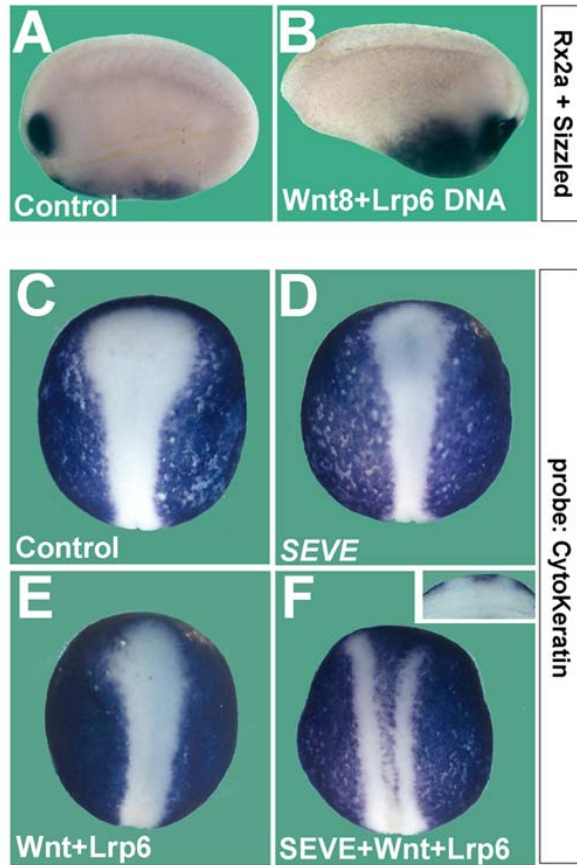 A
B
Control
Wnt8+Lrp6 DNA
Rx2a + Sizzled
C
D
Control
SEVE
E
F
Wnt+Lrp6
SEVE+Wnt+Lrp6
probe: CytoKeratin